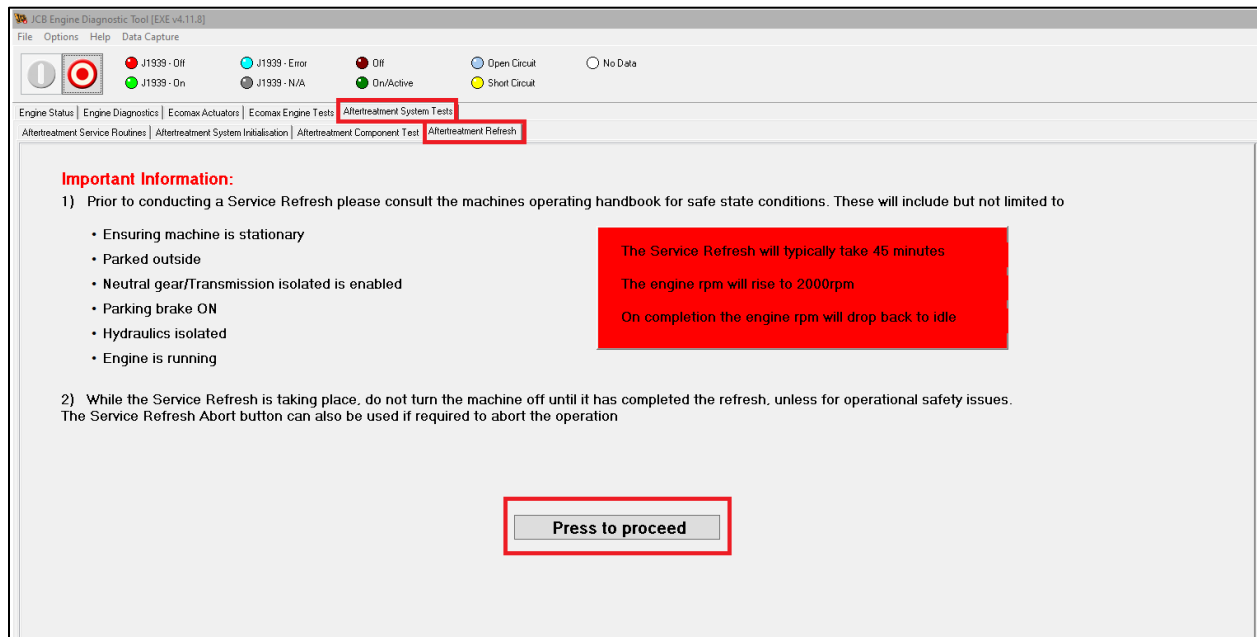 JCB Engine Diagnostic Tool [EXE v4.11.8]
File Options Help Data Capture
J1939 - Off J1939 - Error Off Open Circuit No Data
J1939 - On J1939 - N/A On/Active Short Circuit
Engine Status Engine Diagnostics Ecomax Actuators Ecomax Engine Tests Aftertreatment System Tests
Aftertreatment Service Routines Aftertreatment System Initialisation Aftertreatment Component Test Aftertreatment Refresh
Important Information:
1) Prior to conducting a Service Refresh please consult the machines operating handbook for safe state conditions. These will include but not limited to
• Ensuring machine is stationary
• Parked outside
• Neutral gear/Transmission isolated is enabled
• Parking brake ON
• Hydraulics isolated
• Engine is running
The Service Refresh will typically take 45 minutes
The engine rpm will rise to 2000rpm
On completion the engine rpm will drop back to idle
2) While the Service Refresh is taking place, do not turn the machine off until it has completed the refresh, unless for operational safety issues.
The Service Refresh Abort button can also be used if required to abort the operation
Press to proceed